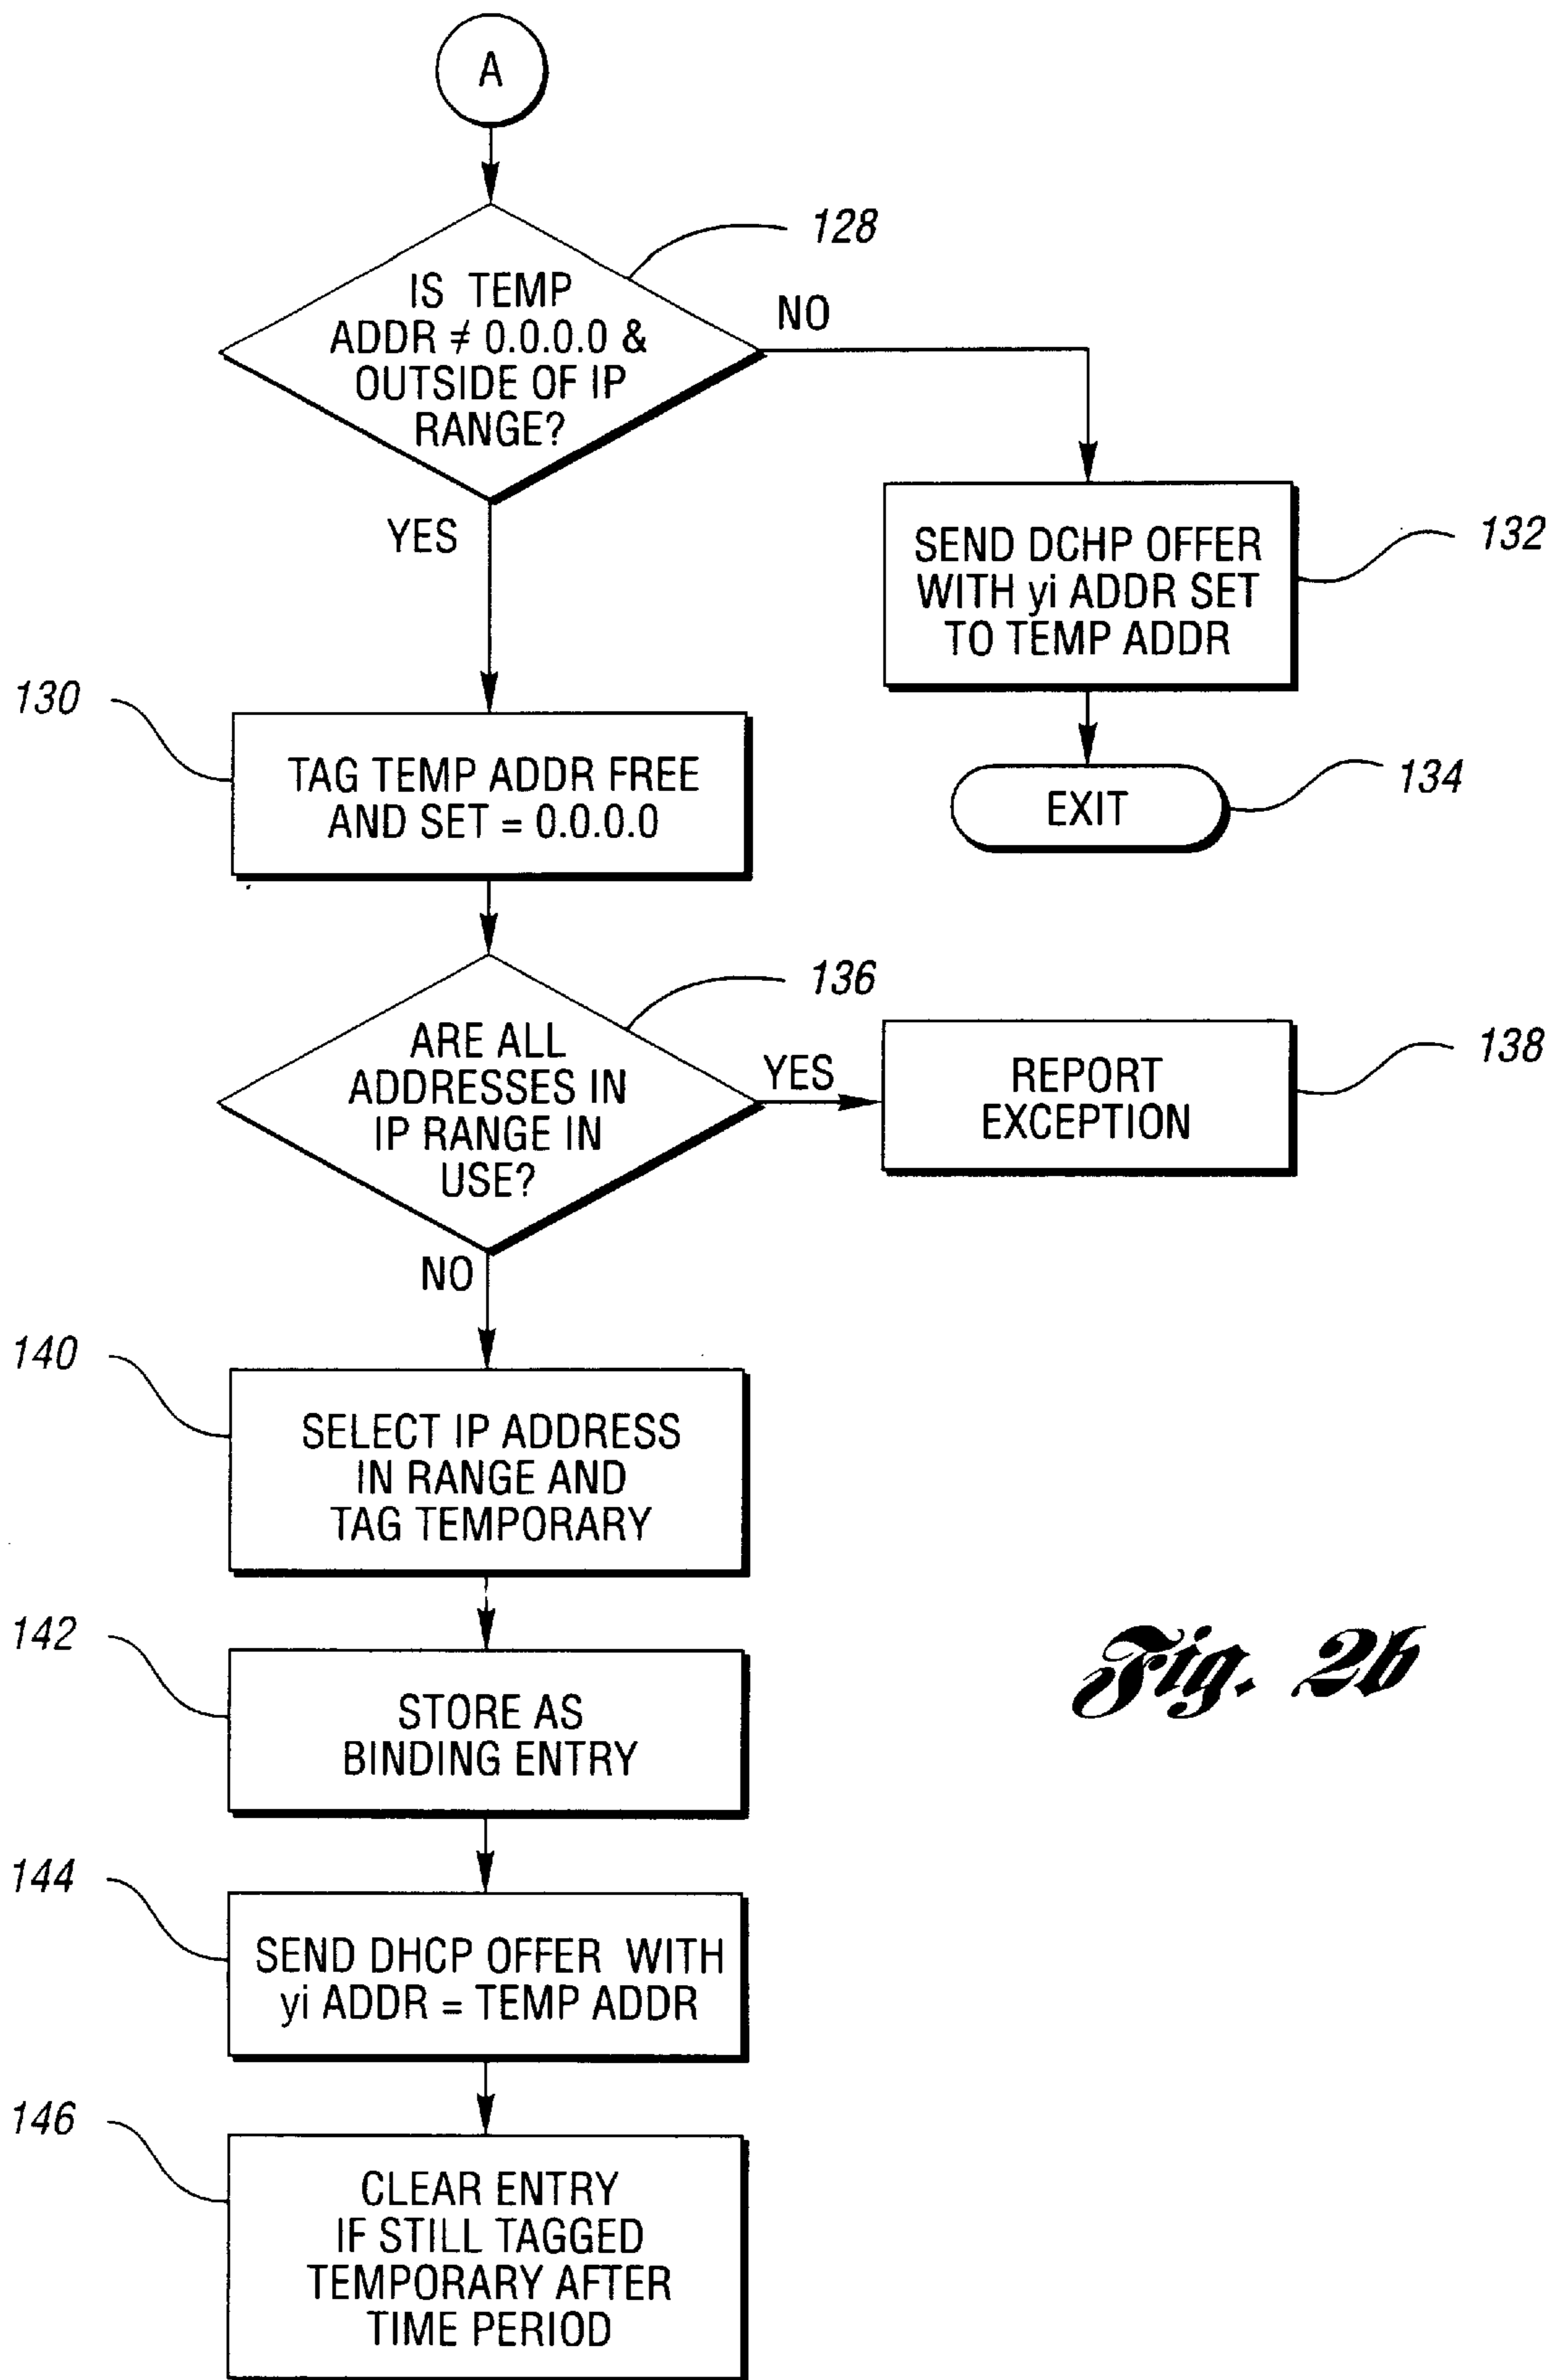 A
128
IS TEMP
ADDR ≠ 0.0.0.0 &
OUTSIDE OF IP
RANGE?
NO
YES
SEND DCHP OFFER
WITH yi ADDR SET
TO TEMP ADDR
132
130
TAG TEMP ADDR FREE
AND SET = 0.0.0.0
EXIT
134
136
ARE ALL
ADDRESSES IN
IP RANGE IN
USE?
YES
REPORT
EXCEPTION
138
NO
140
SELECT IP ADDRESS
IN RANGE AND
TAG TEMPORARY
142
STORE AS
BINDING ENTRY
Fig. 2b
144
SEND DHCP OFFER WITH
yi ADDR = TEMP ADDR
146
CLEAR ENTRY
IF STILL TAGGED
TEMPORARY AFTER
TIME PERIOD